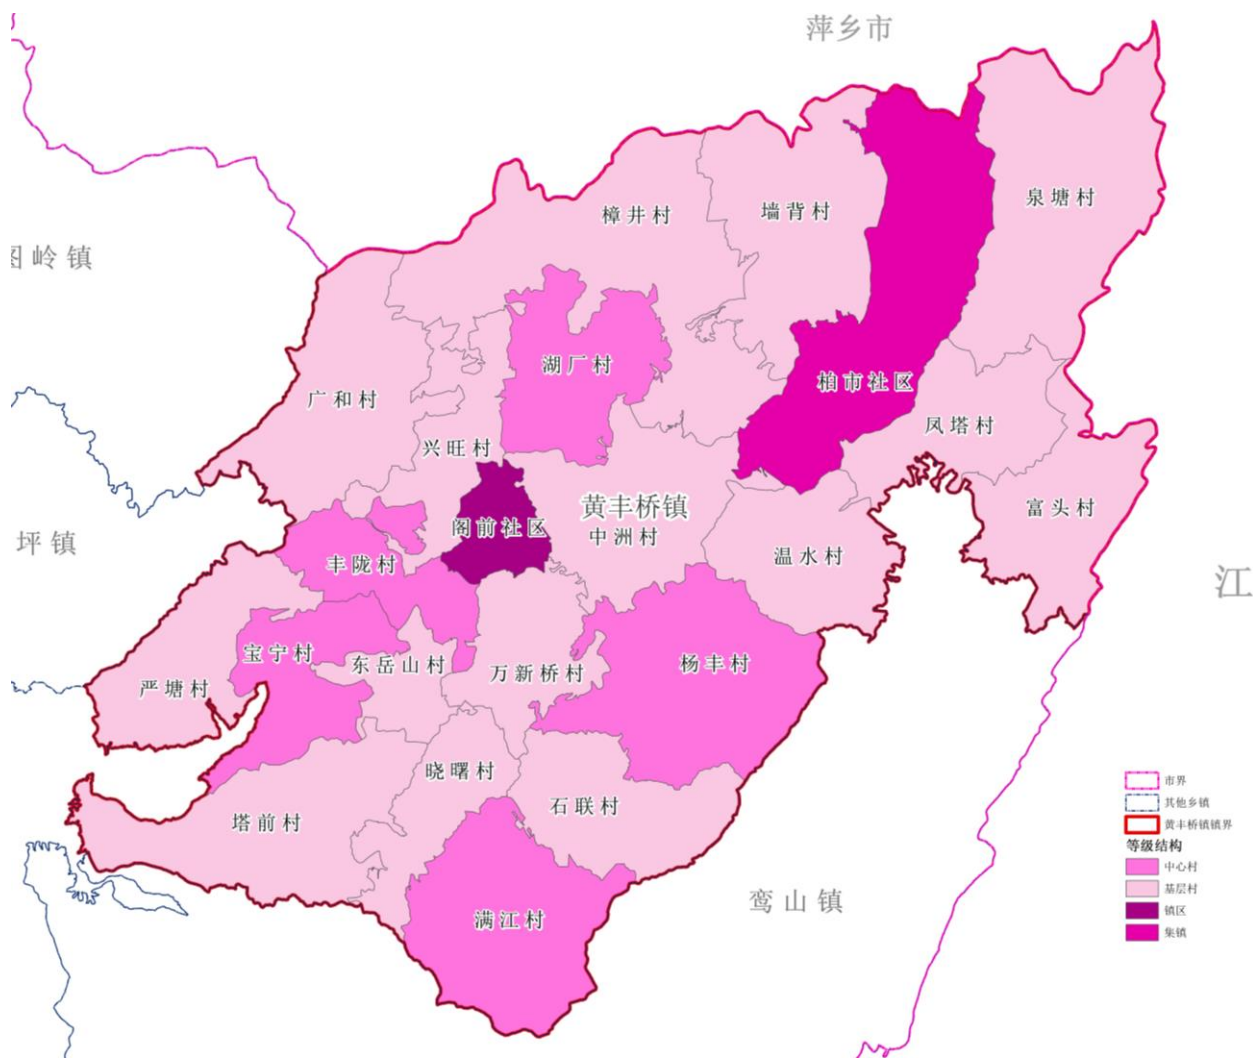 萍乡市
樟井村
墙背村
泉塘村
岭镇
湖厂村
柏市社区
广和村
凤塔村
兴旺村
黄丰桥镇
富头村
阁前社区
中洲村
坪镇
温水村
丰陇村
江
宝宁村
东岳山村
杨丰村
万新桥村
严塘村
晓曙村
石联村
塔前村
鸾山镇
满江村
市界
其他乡镇
黄丰桥镇镇界
等级结构
中心村
基层村
镇区
集镇